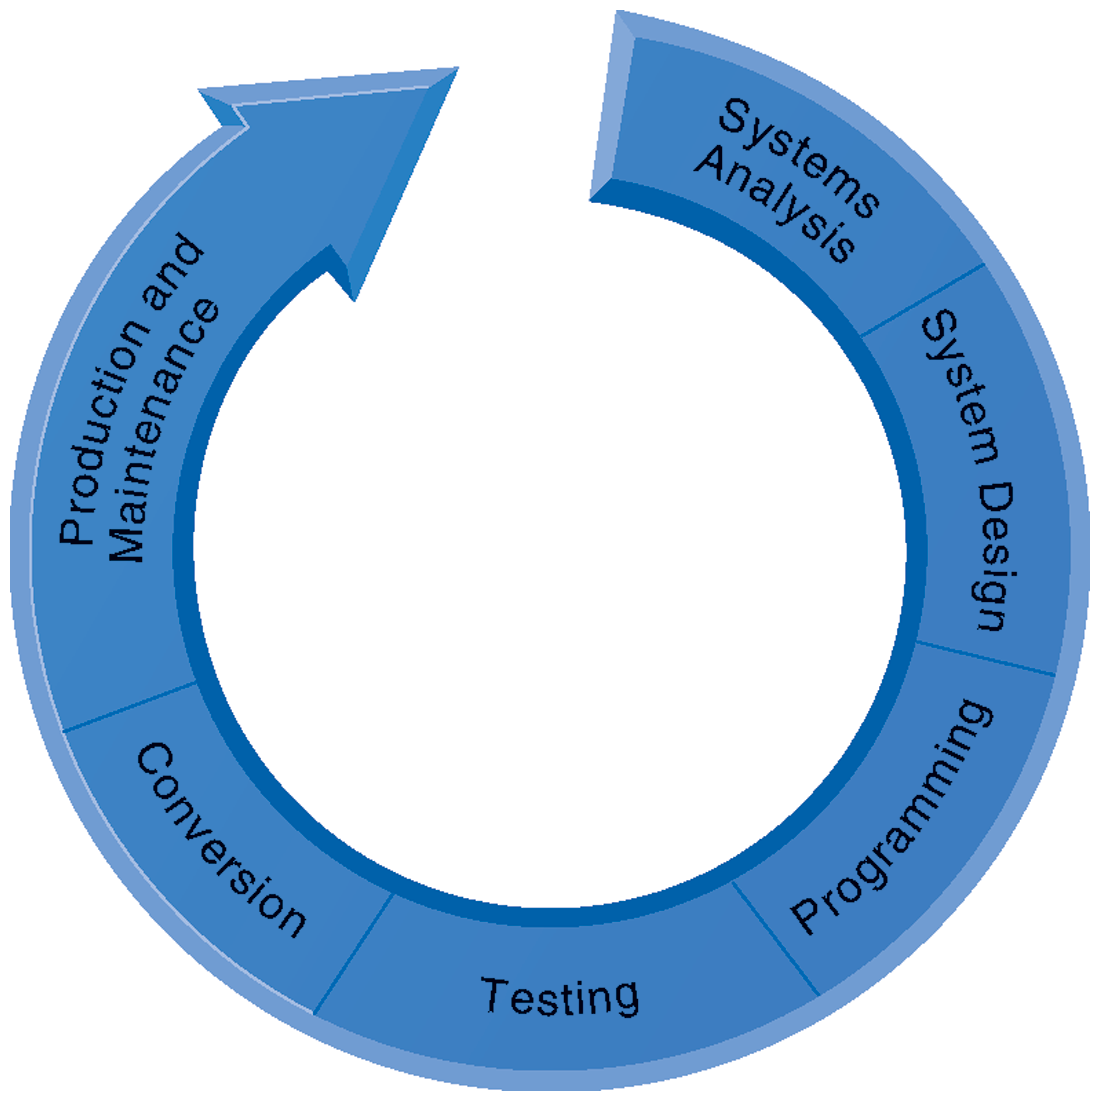 Systems
Analysis
System Design
Programming
Testing
Conversion
Production and
Maintenance